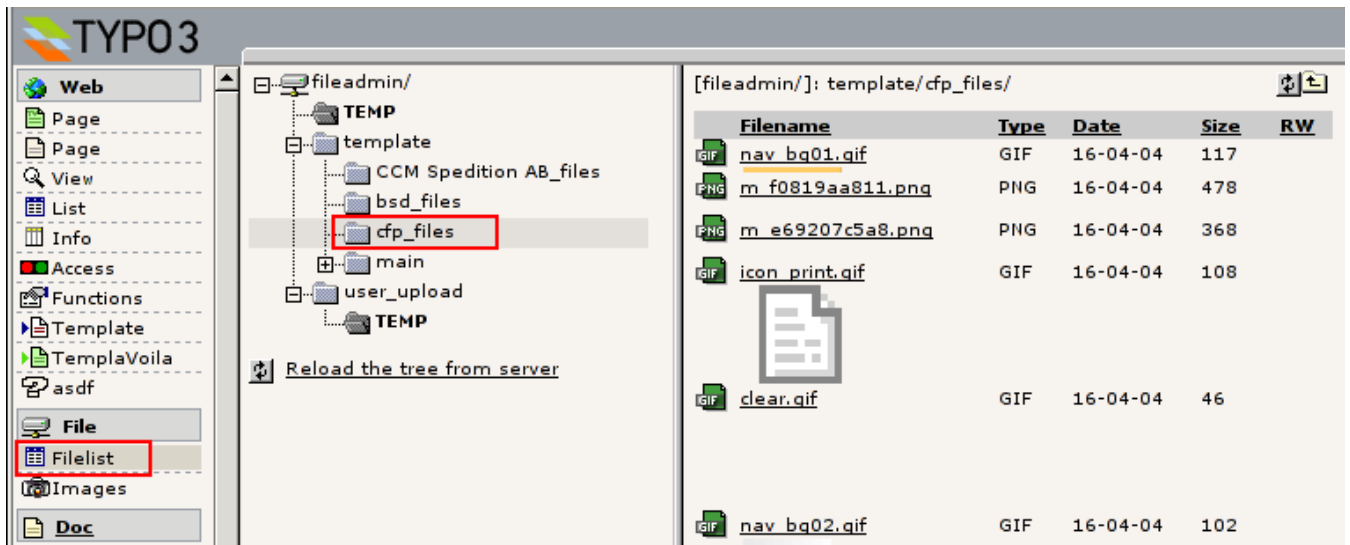 TYPO3
Web
Page
Page
View
List
Info
Access
Functions
Template
TemplaVoila
asdf
File
Filelist
Images
Doc
fileadmin/
TEMP
template
CCM Spedition AB_files
bsd_files
cfp_files
main
user_upload
TEMP
Reload the tree from server
[fileadmin/]: template/cfp_files/
Filename Type Date Size RW
GIF nav_bg01.gif GIF 16-04-04 117
PNG m_f0819aa811.png PNG 16-04-04 478
PNG m_e69207c5a8.png PNG 16-04-04 368
GIF icon_print.gif GIF 16-04-04 108
GIF clear.gif GIF 16-04-04 46
GIF nav_bg02.gif GIF 16-04-04 102